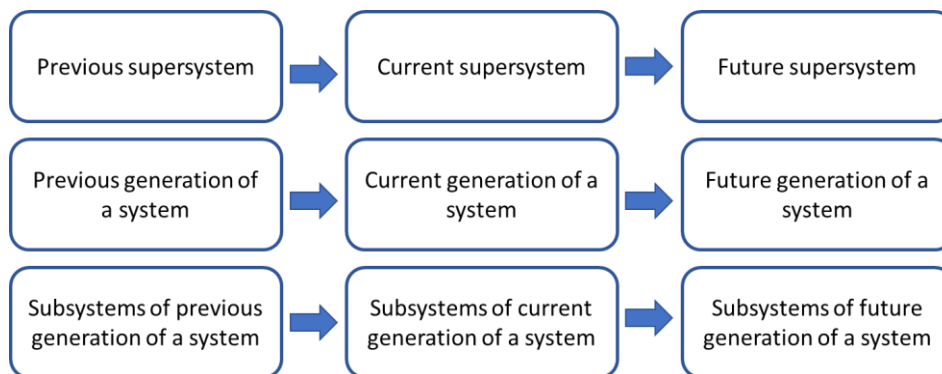 Previous supersystem
Current supersystem
Future supersystem
Previous generation of
a system
Current generation of a
system
Future generation of a
system
Subsystems of previous
generation of a system
Subsystems of current
generation of a system
Subsystems of future
generation of a system